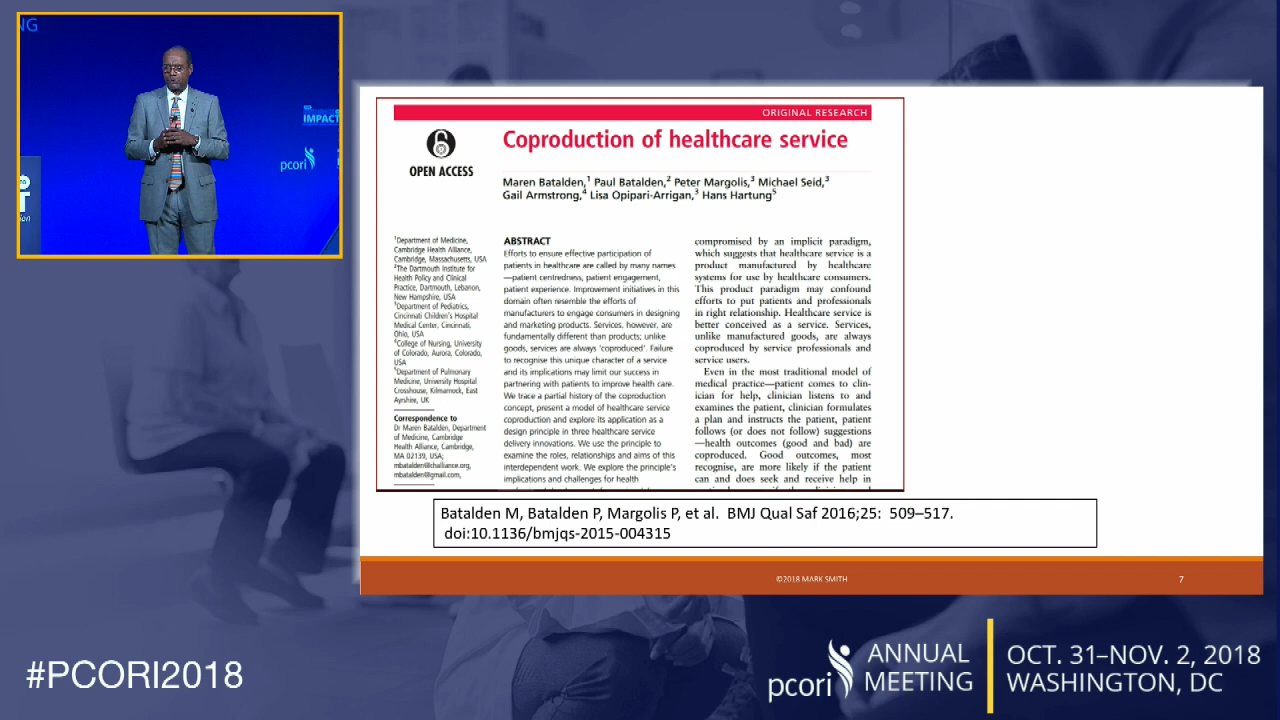 NG
IMPACT
pcori
ORIGINAL RESEARCH
OPEN ACCESS
Coproduction of healthcare service
Maren Batalden,1 Paul Batalden,2 Peter Margolis,3 Michael Seid,3
Gail Armstrong,4 Lisa Opipari-Arrigan,3 Hans Hartung5
1Department of Medicine,
Cambridge Health Alliance,
Cambridge, Massachusetts, USA
2The Dartmouth Institute for
Health Policy and Clinical
Practice, Dartmouth, Lebanon,
New Hampshire, USA
3Department of Pediatrics,
Cincinnati Children's Hospital
Medical Center, Cincinnati,
Ohio, USA
4College of Nursing, University
of Colorado, Aurora, Colorado,
USA
5Department of Pulmonary
Medicine, University Hospital
Crosshouse, Kilmarnock, East
Ayrshire, UK
Correspondence to
Dr Maren Batalden, Department
of Medicine, Cambridge
Health Alliance, Cambridge,
MA 02139, USA;
mbatalden@challiance.org,
mbatalden@gmail.com,
ABSTRACT
Efforts to ensure effective participation of
patients in healthcare are called by many names
—patient centredness, patient engagement,
patient experience. Improvement initiatives in this
domain often resemble the efforts of
manufacturers to engage consumers in designing
and marketing products. Services, however, are
fundamentally different than products; unlike
goods, services are always 'coproduced'. Failure
to recognise this unique character of a service
and its implications may limit our success in
partnering with patients to improve health care.
We trace a partial history of the coproduction
concept, present a model of healthcare service
coproduction and explore its application as a
design principle in three healthcare service
delivery innovations. We use the principle to
examine the roles, relationships and aims of this
interdependent work. We explore the principle's
implications and challenges for health
compromised by an implicit paradigm,
which suggests that healthcare service is a
product manufactured by healthcare
systems for use by healthcare consumers.
This product paradigm may confound
efforts to put patients and professionals
in right relationship. Healthcare service is
better conceived as a service. Services,
unlike manufactured goods, are always
coproduced by service professionals and
service users.
Even in the most traditional model of
medical practice—patient comes to clin-
ician for help, clinician listens to and
examines the patient, clinician formulates
a plan and instructs the patient, patient
follows (or does not follow) suggestions
—health outcomes (good and bad) are
coproduced. Good outcomes, most
recognise, are more likely if the patient
can and does seek and receive help in
Batalden M, Batalden P, Margolis P, et al. BMJ Qual Saf 2016;25: 509–517.
doi:10.1136/bmjqs-2015-004315
©2018 MARK SMITH
7
#PCORI2018
pcori
ANNUAL
MEETING
OCT. 31–NOV. 2, 2018
WASHINGTON, DC